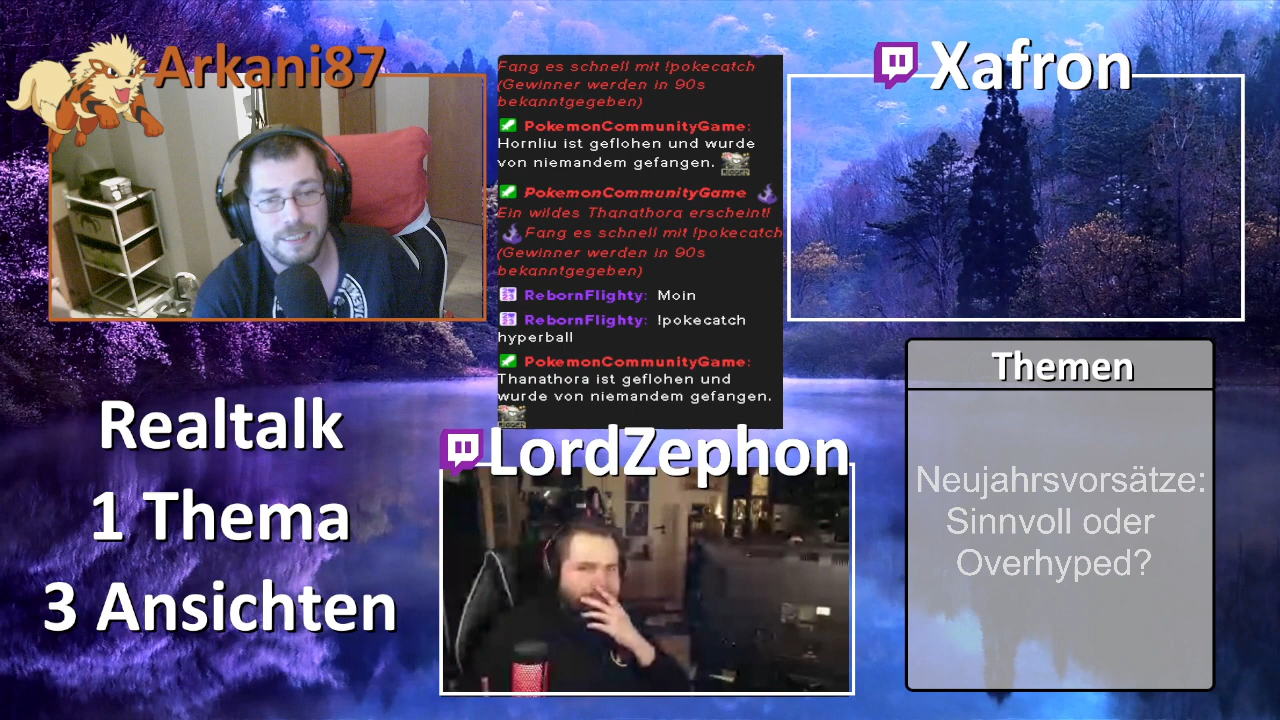 Arkani87
Fang es schnell mit !pokecatch
(Gewinner werden in 90s
bekanntgegeben)
PokemonCommunityGame:
Hornliu ist geflohen und wurde
von niemandem gefangen.
PokemonCommunityGame
Ein wildes Thanathora erscheint!
Fang es schnell mit !pokecatch
(Gewinner werden in 90s
bekanntgegeben)
RebornFlighty: Moin
RebornFlighty: !pokecatch
hyperball
PokemonCommunityGame:
Thanathora ist geflohen und
wurde von niemandem gefangen.
Xafron
Realtalk
1 Thema
3 Ansichten
LordZephon
Themen
Neujahrsvorsätze:
Sinnvoll oder
Overhyped?